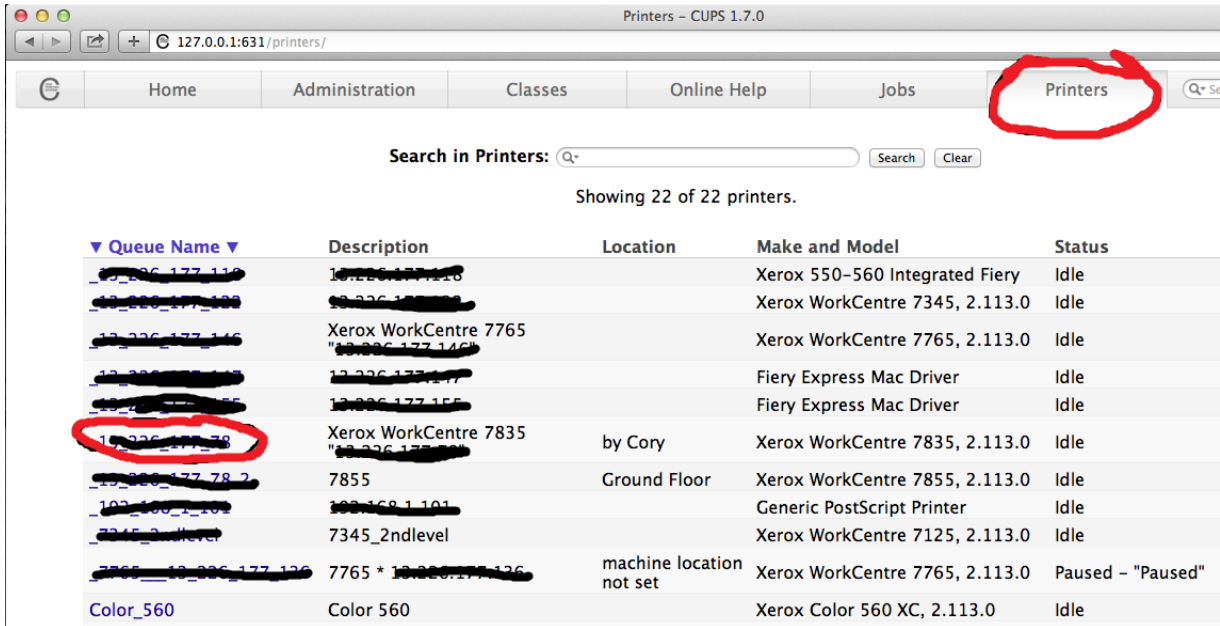 Printers – CUPS 1.7.0
127.0.0.1:631/printers/
Home Administration Classes Online Help Jobs Printers
Search in Printers: Search Clear
Showing 22 of 22 printers.
▼ Queue Name ▼ Description Location Make and Model Status
Xerox 550-560 Integrated Fiery Idle
Xerox WorkCentre 7345, 2.113.0 Idle
Xerox WorkCentre 7765 Xerox WorkCentre 7765, 2.113.0 Idle
Fiery Express Mac Driver Idle
Fiery Express Mac Driver Idle
Xerox WorkCentre 7835 by Cory Xerox WorkCentre 7835, 2.113.0 Idle
7855 Ground Floor Xerox WorkCentre 7855, 2.113.0 Idle
Generic PostScript Printer Idle
7345_2ndlevel Xerox WorkCentre 7125, 2.113.0 Idle
7765 * machine location not set Xerox WorkCentre 7765, 2.113.0 Paused – "Paused"
Color_560 Color 560 Xerox Color 560 XC, 2.113.0 Idle